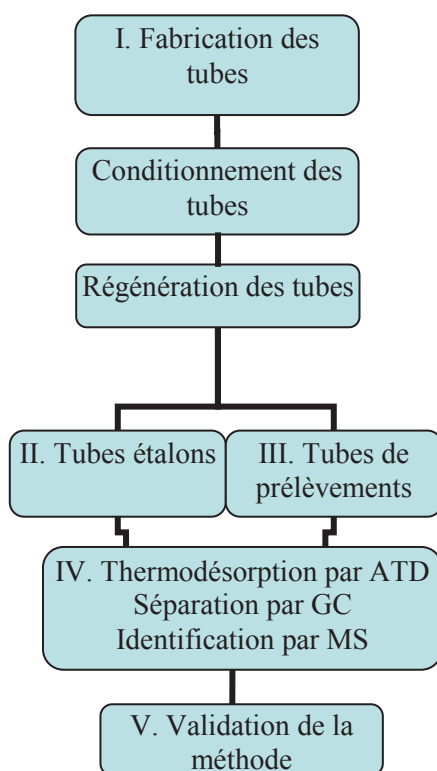 I. Fabrication des
tubes
Conditionnement des
tubes
Régénération des tubes
II. Tubes étalons
III. Tubes de
prélèvements
IV. Thermodésorption par ATD
Séparation par GC
Identification par MS
V. Validation de la
méthode